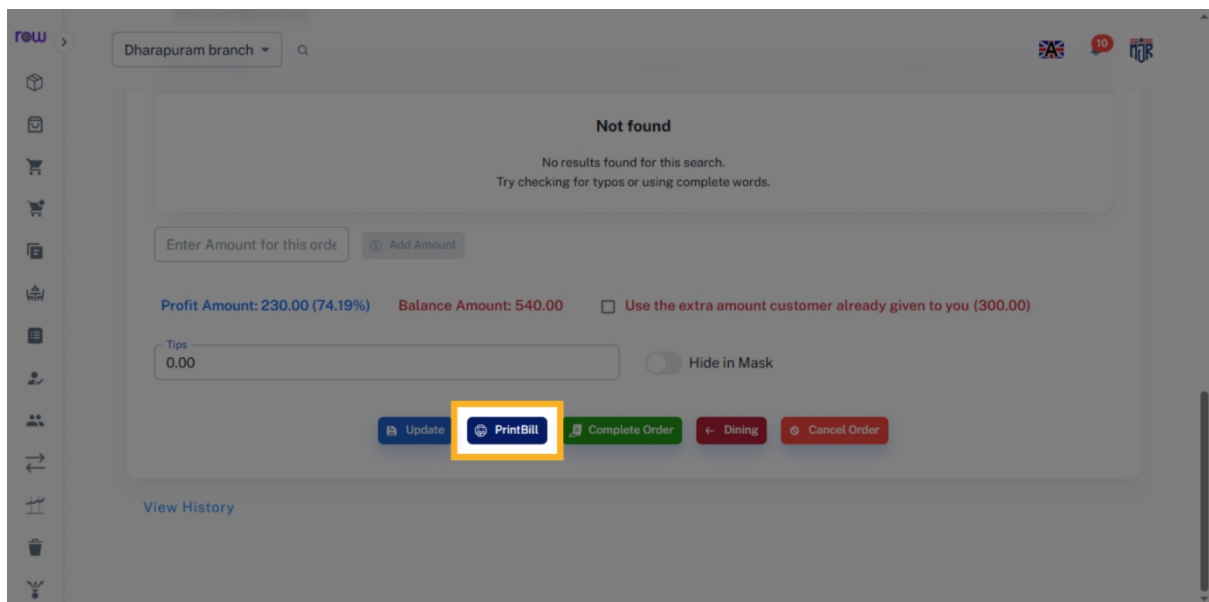 row
Dharapuram branch
A
10
NJR
Not found
No results found for this search.
Try checking for typos or using complete words.
Enter Amount for this orde
Add Amount
Profit Amount: 230.00 (74.19%) Balance Amount: 540.00 Use the extra amount customer already given to you (300.00)
Tips
0.00
Hide in Mask
Update PrintBill Complete Order Dining Cancel Order
View History